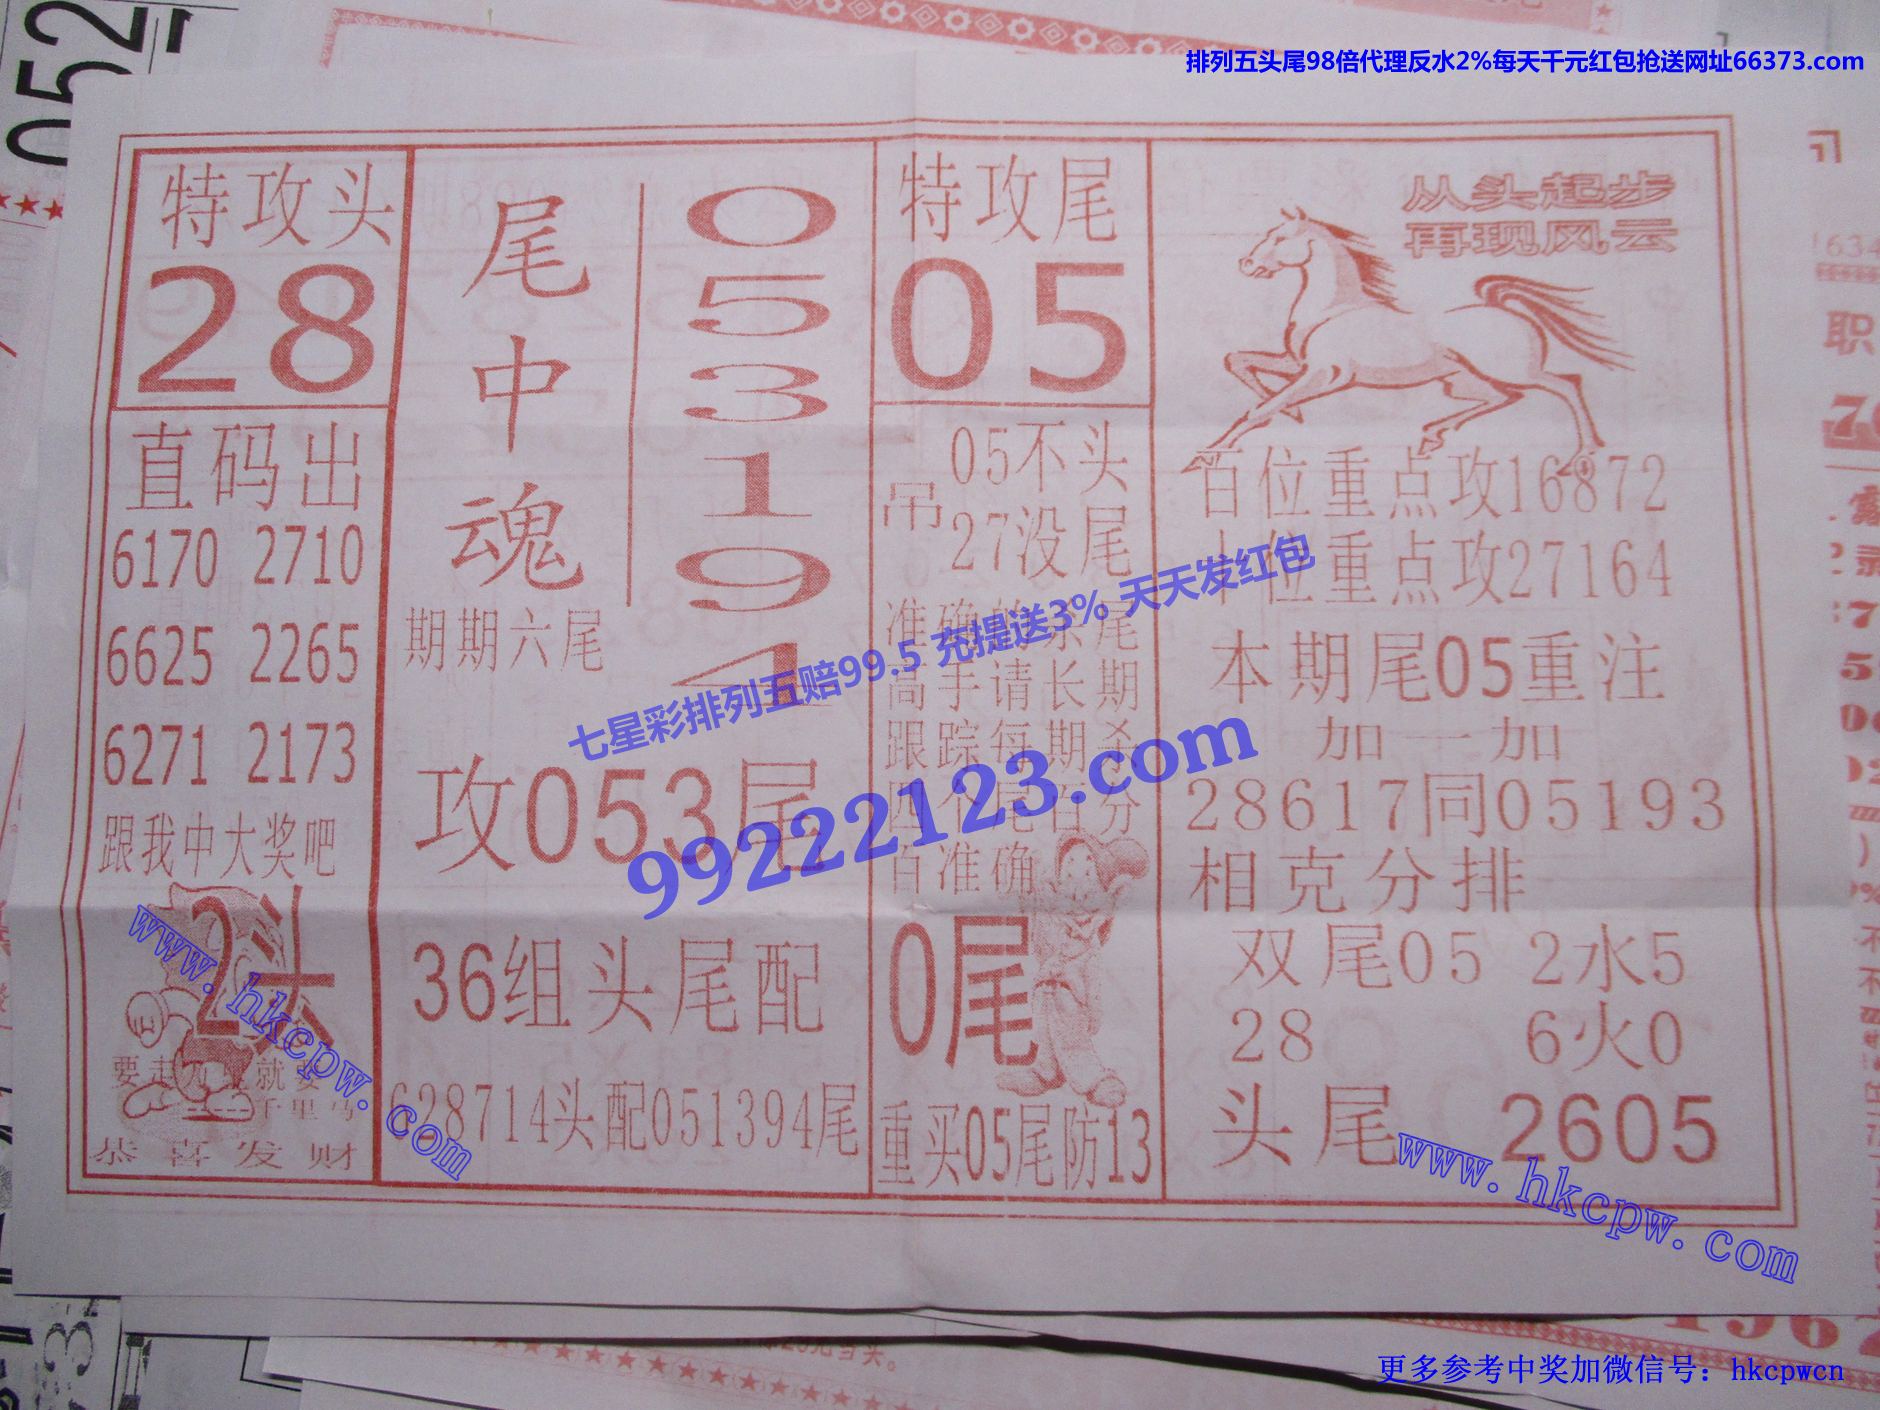 排列五头尾98倍代理反水2%每天千元红包抢送网址66373.com
052
特攻头
28
直码出
6170 2710
6625 2265
6271 2173
跟我中大奖吧
2头
恭喜发财
尾中魂
053194
期期六尾
攻053尾
36组头尾配
628714头配051394尾
特攻尾
05
吊
05不头
27没尾
高手请长期
跟踪每期杀
四个尾百分
百准确
0尾
重买05尾防13
从头起步
再现风云
百位重点攻16872
十位重点攻27164
本期尾05重注
加一加
28617同05193
相克分排
双尾05 2水5
28 6火0
头尾 2605
七星彩排列五赔99.5 充提送3% 天天发红包
99222123.com
www.hkcpw.com
www.hkcpw.com
更多参考中奖加微信号：hkcpwcn